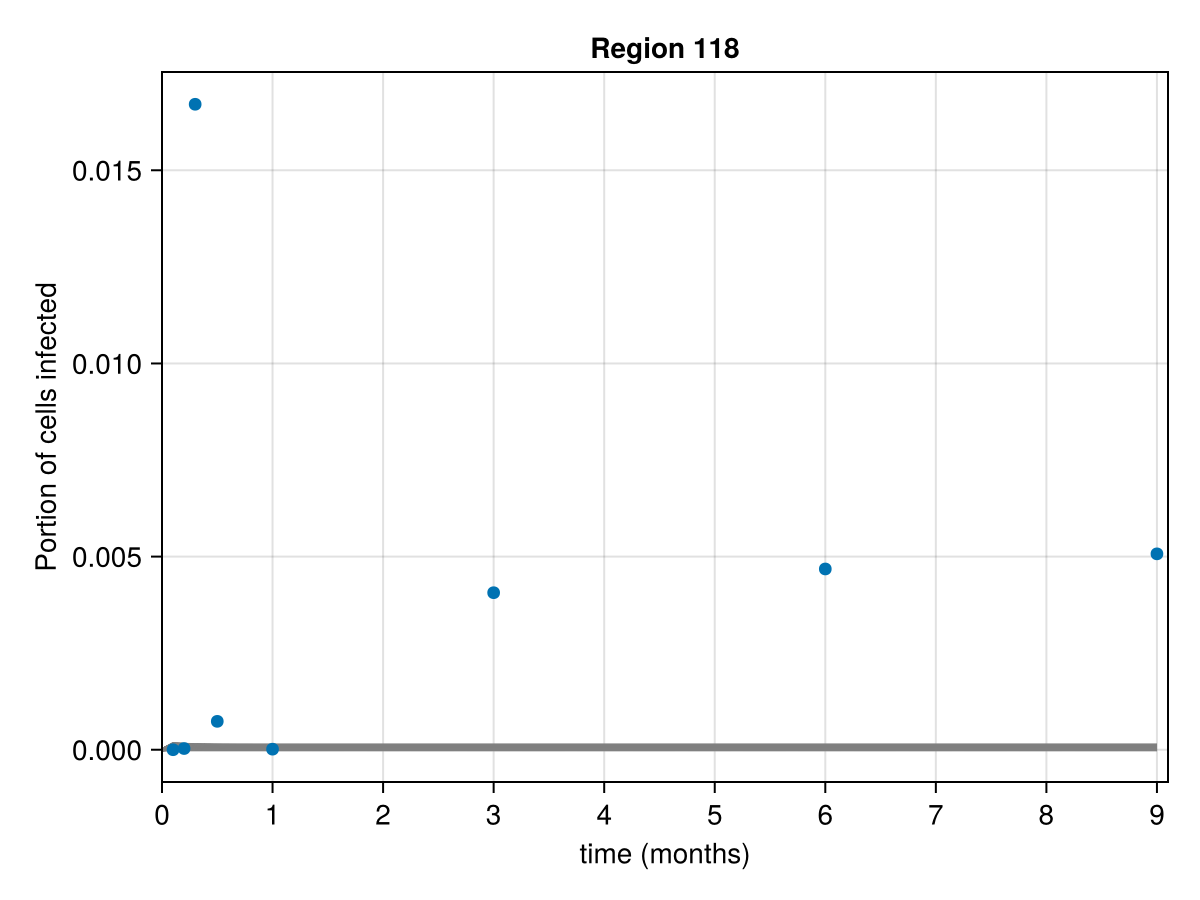 Region 118
Portion of cells infected
0.015
0.010
0.005
0.000
0 1 2 3 4 5 6 7 8 9
time (months)